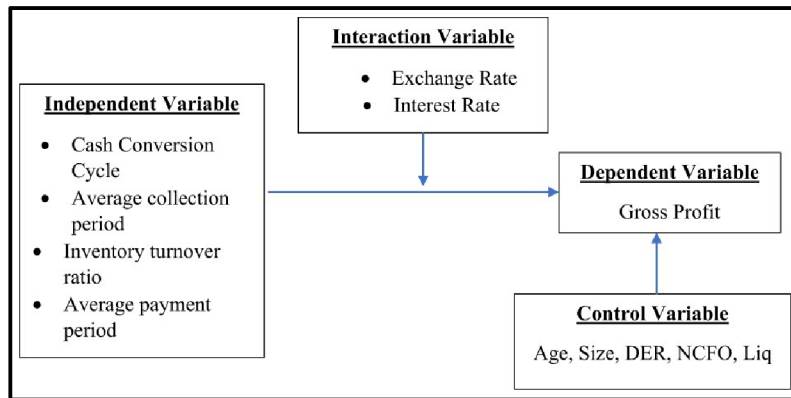 Interaction Variable
• Exchange Rate
• Interest Rate
Independent Variable
• Cash Conversion
Cycle
• Average collection
period
• Inventory turnover
ratio
• Average payment
period
Dependent Variable
Gross Profit
Control Variable
Age, Size, DER, NCFO, Liq